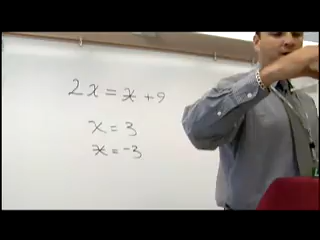 2x = x + 9
x = 3
x = -3